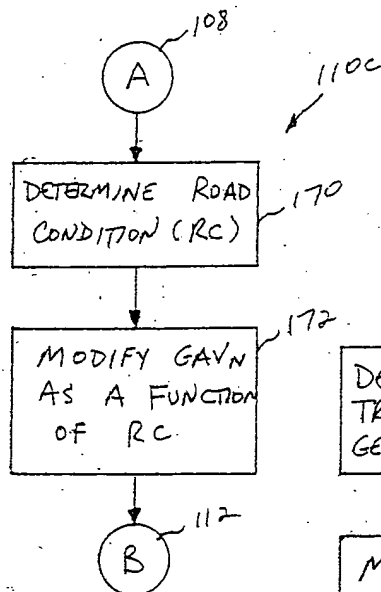 108
A
110C
DETERMINE ROAD
CONDITION (RC)
170
172
MODIFY GAVN
AS A FUNCTION
OF RC
112
B